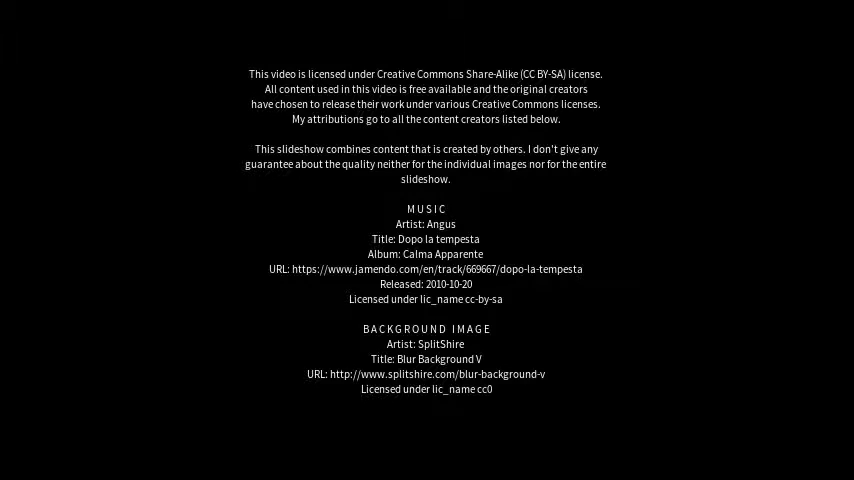 This video is licensed under Creative Commons Share-Alike (CC BY-SA) license.
All content used in this video is free available and the original creators
have chosen to release their work under various Creative Commons licenses.
My attributions go to all the content creators listed below.
This slideshow combines content that is created by others. I don't give any
guarantee about the quality neither for the individual images nor for the entire
slideshow.
MUSIC
Artist: Angus
Title: Dopo la tempesta
Album: Calma Apparente
URL: https://www.jamendo.com/en/track/669667/dopo-la-tempesta
Released: 2010-10-20
Licensed under lic_name cc-by-sa
BACKGROUND IMAGE
Artist: SplitShire
Title: Blur Background V
URL: http://www.splitshire.com/blur-background-v
Licensed under lic_name cc0